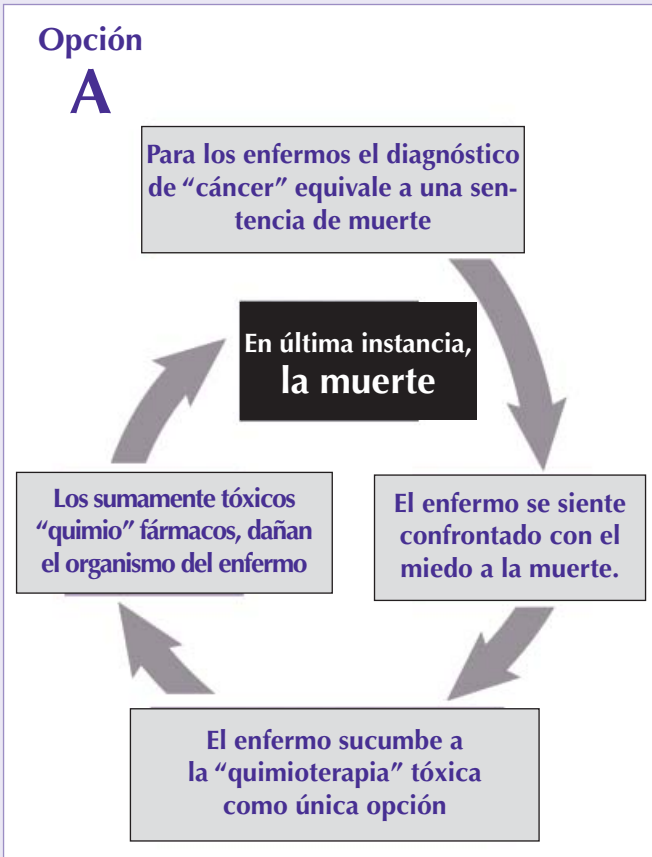 Opción
A
Para los enfermos el diagnóstico
de “cáncer” equivale a una sen-
tencia de muerte
En última instancia,
la muerte
Los sumamente tóxicos
“quimio” fármacos, dañan
el organismo del enfermo
El enfermo se siente
confrontado con el
miedo a la muerte.
El enfermo sucumbe a
la “quimioterapia” tóxica
como única opción